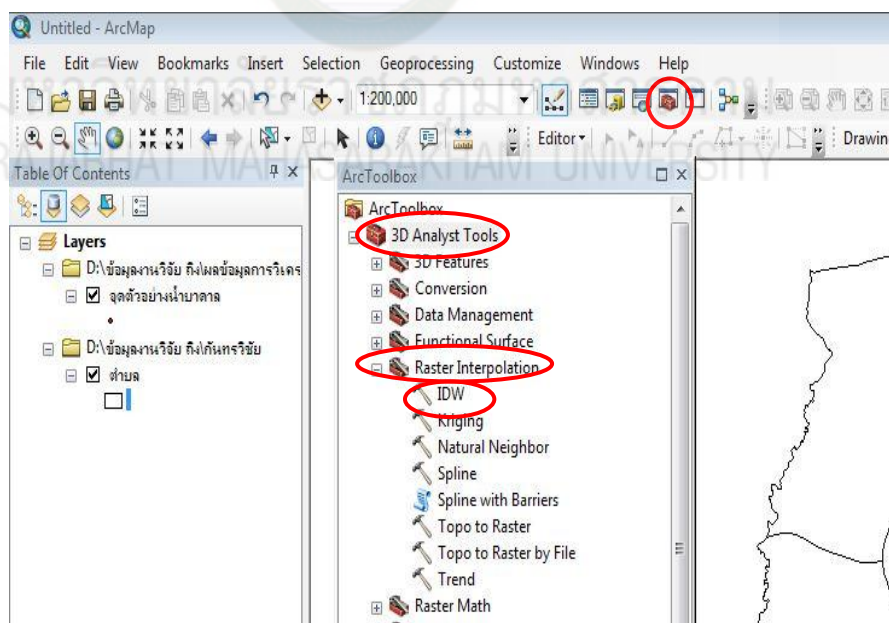 Untitled - ArcMap
File Edit View Bookmarks Insert Selection Geoprocessing Customize Windows Help
1:200,000
Editor
Drawin
RAJABHAT MAHASARAKHAM UNIVERSITY
Table Of Contents
Layers
D:\ข้อมูลงานวิจัย กิ่ง\ผลข้อมูลการวิเคร
จุดตัวอย่างน้ำบาดาล
D:\ข้อมูลงานวิจัย กิ่ง\กันทรวิชัย
ตำบล
ArcToolbox
ArcToolbox
3D Analyst Tools
3D Features
Conversion
Data Management
Functional Surface
Raster Interpolation
IDW
Kriging
Natural Neighbor
Spline
Spline with Barriers
Topo to Raster
Topo to Raster by File
Trend
Raster Math